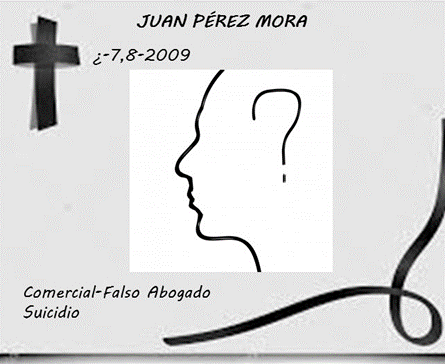 JUAN PÉREZ MORA
¿-7,8-2009
Comercial-Falso Abogado
Suicidio